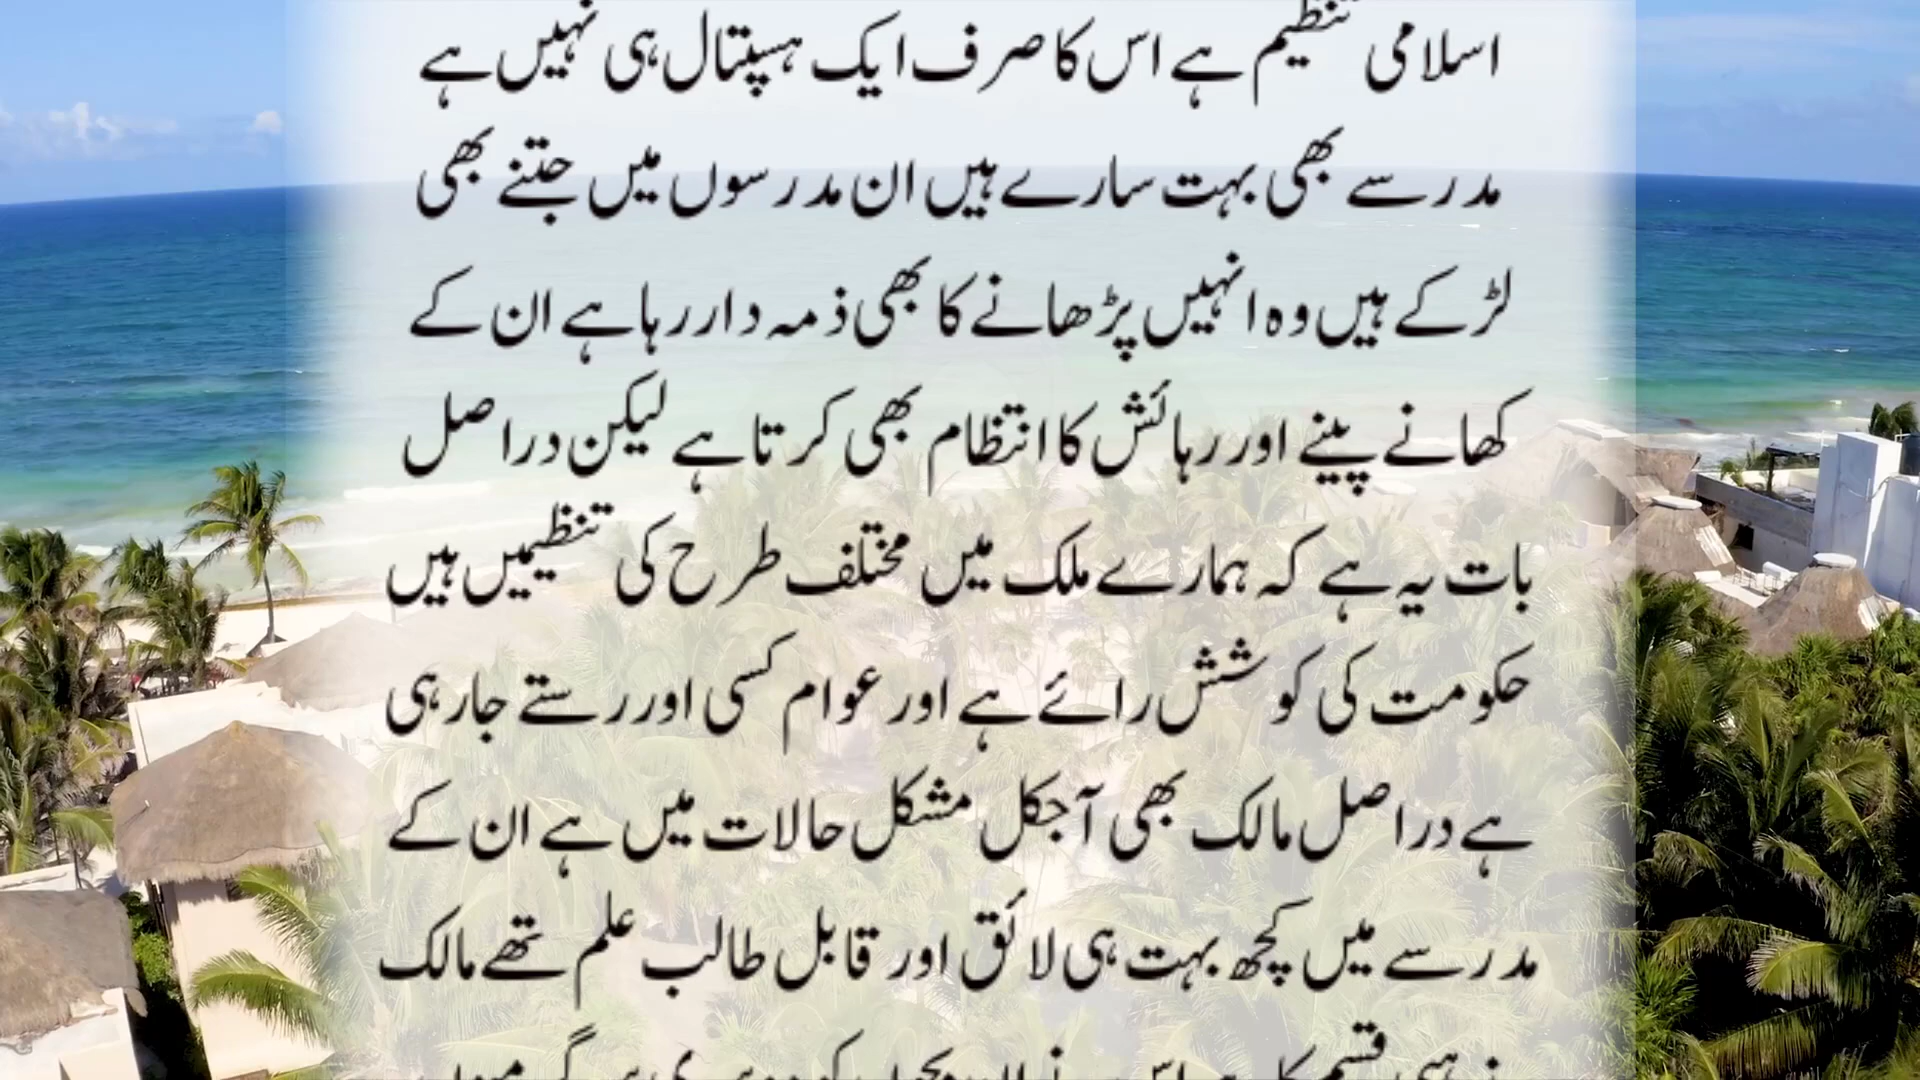 اسلامی تنظیم ہے اس کا صرف ایک ہسپتال ہی نہیں ہے
مدرسے بھی بہت سارے ہیں ان مدرسوں میں جتنے بھی
لڑکے ہیں وہ انہیں پڑھانے کا بھی ذمہ دار رہا ہے ان کے
کھانے پینے اور رہائش کا انتظام بھی کرتا ہے لیکن دراصل
بات یہ ہے کہ ہمارے ملک میں مختلف طرح کی تنظیمیں ہیں
حکومت کی کوشش رائے ہے اور عوام کسی اور رستے جا رہی
ہے دراصل مالک بھی آجکل مشکل حالات میں ہے ان کے
مدرسے میں کچھ بہت ہی لائق اور قابل طالب علم تھے مالک